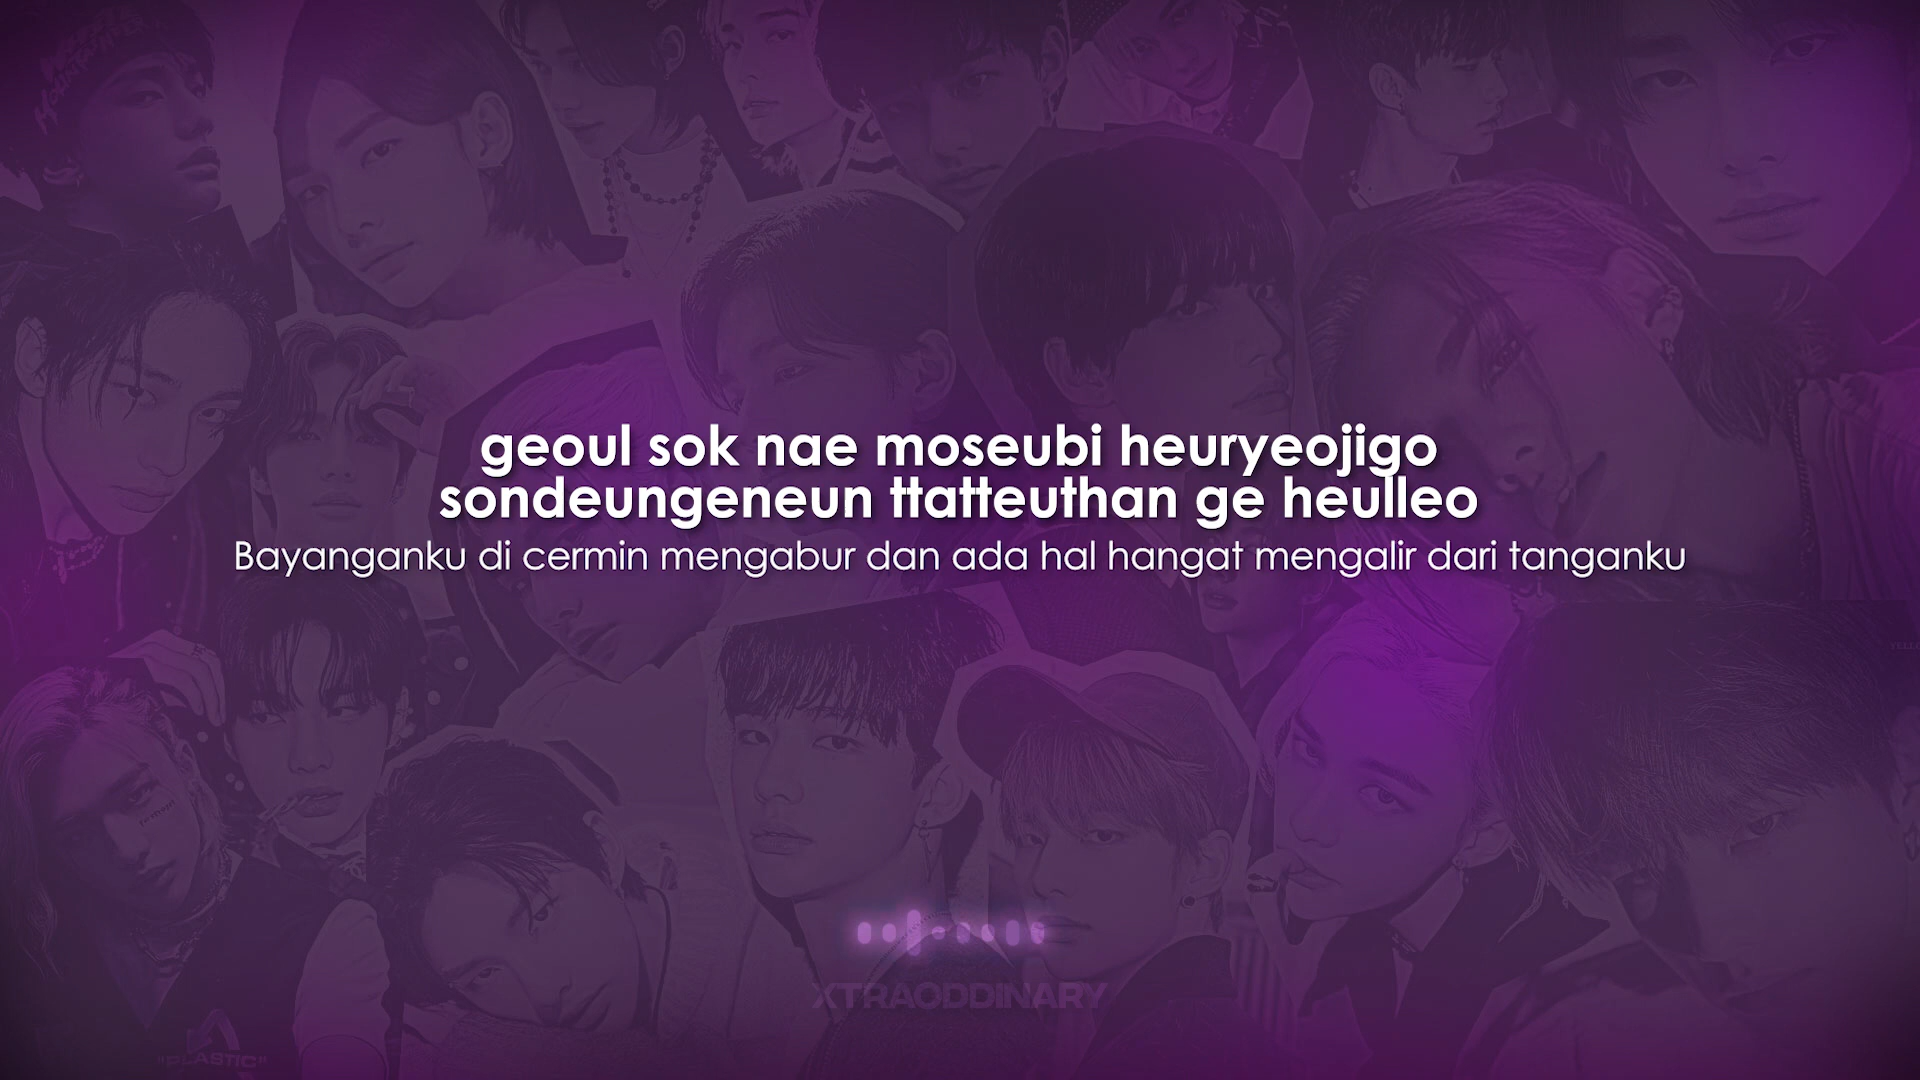 geoul sok nae moseubi heuryeojigo
sondeungeneun ttatteuthan ge heulleo
Bayanganku di cermin mengabur dan ada hal hangat mengalir dari tanganku
XTRAODDINARY
"PLASTIC"